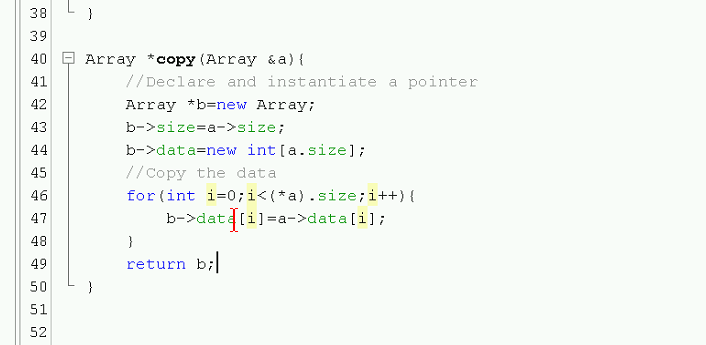 38 }
39
40 Array *copy(Array &a){
41 //Declare and instantiate a pointer
42 Array *b=new Array;
43 b->size=a->size;
44 b->data=new int[a.size];
45 //Copy the data
46 for(int i=0;i<(*a).size;i++){
47 b->data[i]=a->data[i];
48 }
49 return b;
50 }
51
52